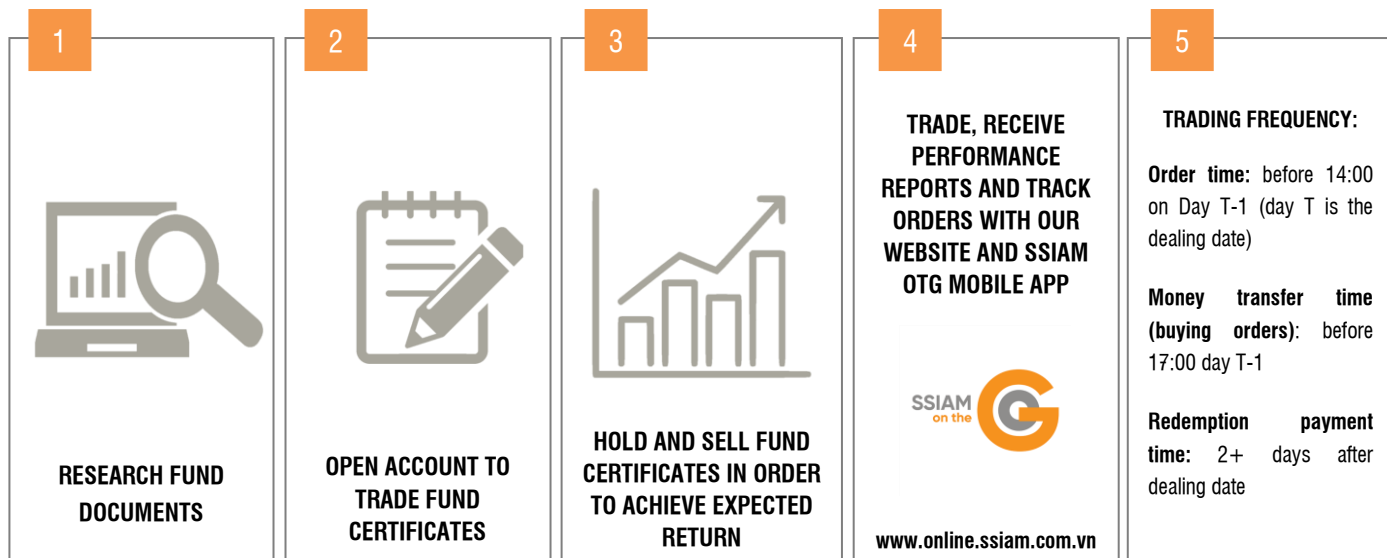 1
RESEARCH FUND
DOCUMENTS
2
OPEN ACCOUNT TO
TRADE FUND
CERTIFICATES
3
HOLD AND SELL FUND
CERTIFICATES IN ORDER
TO ACHIEVE EXPECTED
RETURN
4
TRADE, RECEIVE
PERFORMANCE
REPORTS AND TRACK
ORDERS WITH OUR
WEBSITE AND SSIAM
OTG MOBILE APP
SSIAM
on the
G
www.online.ssiam.com.vn
5
TRADING FREQUENCY:
Order time: before 14:00
on Day T-1 (day T is the
dealing date)
Money transfer time
(buying orders): before
17:00 day T-1
Redemption payment
time: 2+ days after
dealing date